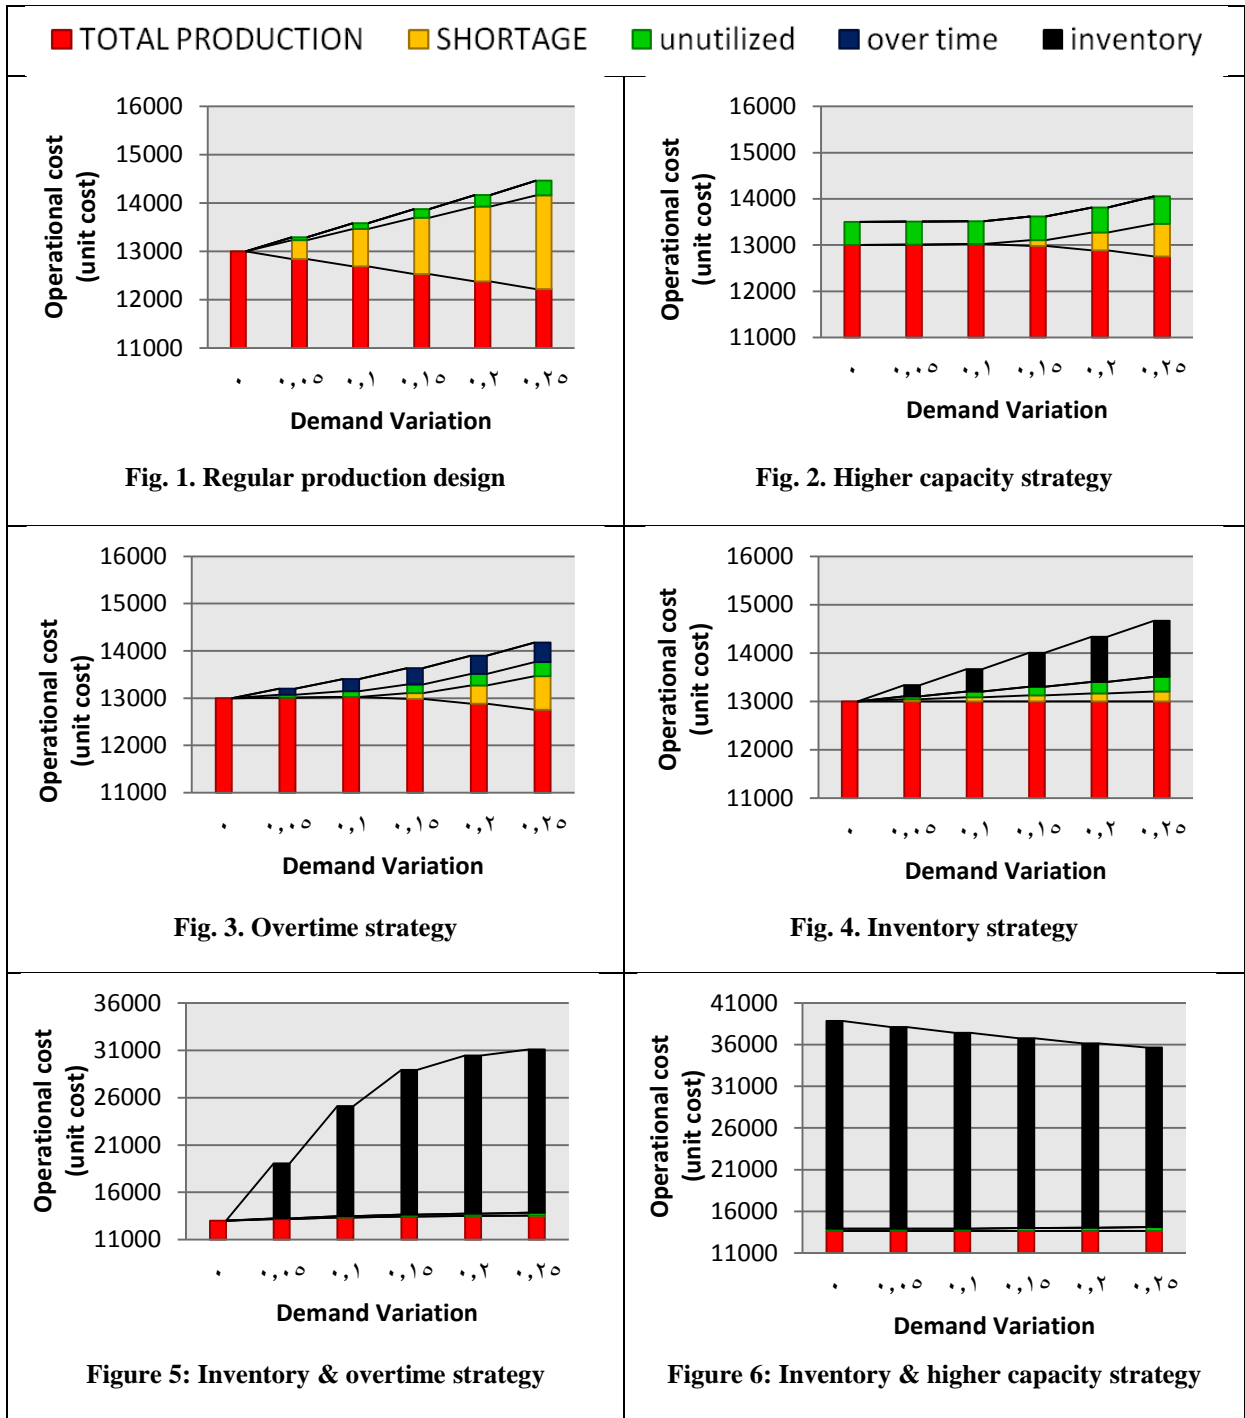 TOTAL PRODUCTION SHORTAGE unutilized over time inventory
Operational cost
(unit cost)
16000
15000
14000
13000
12000
11000
٠ ٠,٠٥ ٠,١ ٠,١٥ ٠,٢ ٠,٢٥
Demand Variation
Fig. 1. Regular production design
Operational cost
(unit cost)
16000
15000
14000
13000
12000
11000
٠ ٠,٠٥ ٠,١ ٠,١٥ ٠,٢ ٠,٢٥
Demand Variation
Fig. 2. Higher capacity strategy
Operational cost
(unit cost)
16000
15000
14000
13000
12000
11000
٠ ٠,٠٥ ٠,١ ٠,١٥ ٠,٢ ٠,٢٥
Demand Variation
Fig. 3. Overtime strategy
Operational cost
(unit cost)
16000
15000
14000
13000
12000
11000
٠ ٠,٠٥ ٠,١ ٠,١٥ ٠,٢ ٠,٢٥
Demand Variation
Fig. 4. Inventory strategy
Operational cost
(unit cost)
36000
31000
26000
21000
16000
11000
٠ ٠,٠٥ ٠,١ ٠,١٥ ٠,٢ ٠,٢٥
Demand Variation
Figure 5: Inventory & overtime strategy
Operational cost
(unit cost)
41000
36000
31000
26000
21000
16000
11000
٠ ٠,٠٥ ٠,١ ٠,١٥ ٠,٢ ٠,٢٥
Demand Variation
Figure 6: Inventory & higher capacity strategy